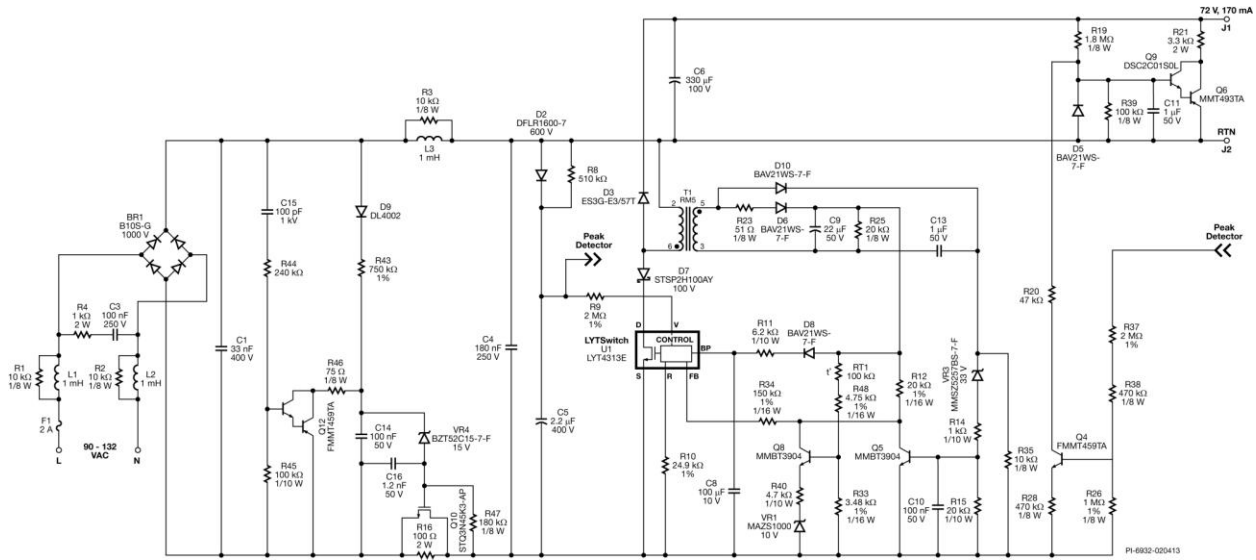 72 V, 170 mA
J1
R19
1.8 MΩ
1/8 W
R21
3.3 kΩ
2 W
Q9
DSC2C01S0L
Q6
MMT493TA
C6
330 µF
100 V
R39
100 kΩ
1/8 W
C11
1 µF
50 V
D5
BAV21WS-
7-F
RTN
J2
R3
10 kΩ
1/8 W
L3
1 mH
D2
DFLR1600-7
600 V
R8
510 kΩ
C15
100 pF
1 kV
D9
DL4002
BR1
B10S-G
1000 V
R44
240 kΩ
R43
750 kΩ
1%
D3
ES3G-E3/57T
T1
RM5
2
5
6
3
D10
BAV21WS-7-F
R23
51 Ω
1/8 W
D6
BAV21WS-
7-F
C9
22 µF
50 V
R25
20 kΩ
1/8 W
C13
1 µF
50 V
Peak
Detector
Peak
Detector
D7
STSP2H100AY
100 V
R4
1 kΩ
2 W
C3
100 nF
250 V
C1
33 nF
400 V
R1
10 kΩ
1/8 W
L1
1 mH
R2
10 kΩ
1/8 W
L2
1 mH
F1
2 A
90 - 132
VAC
L
N
R46
75 Ω
1/8 W
Q12
FMMT459TA
R45
100 kΩ
1/10 W
C14
100 nF
50 V
VR4
BZT52C15-7-F
15 V
C16
1.2 nF
50 V
Q10
STQ3N45K3-AP
R47
180 kΩ
1/8 W
R16
100 Ω
2 W
C4
180 nF
250 V
C5
2.2 µF
400 V
R9
2 MΩ
1%
LYTSwitch
U1
LYT4313E
D
V
CONTROL
BP
S
R
FB
R10
24.9 kΩ
1%
R11
6.2 kΩ
1/10 W
D8
BAV21WS-
7-F
R34
150 kΩ
1%
1/16 W
t°
RT1
100 kΩ
R48
4.75 kΩ
1%
1/16 W
R12
20 kΩ
1%
1/16 W
C8
100 µF
10 V
Q8
MMBT3904
R40
4.7 kΩ
1/10 W
VR1
MAZS1000
10 V
R33
3.48 kΩ
1%
1/16 W
Q5
MMBT3904
C10
100 nF
50 V
R15
20 kΩ
1/10 W
VR3
MMSZ5257BS-7-F
33 V
R14
1 kΩ
1/10 W
R35
10 kΩ
1/8 W
R20
47 kΩ
R37
2 MΩ
1%
R38
470 kΩ
1/8 W
Q4
FMMT459TA
R28
470 kΩ
1/8 W
R26
1 MΩ
1%
1/8 W
PI-6932-020413